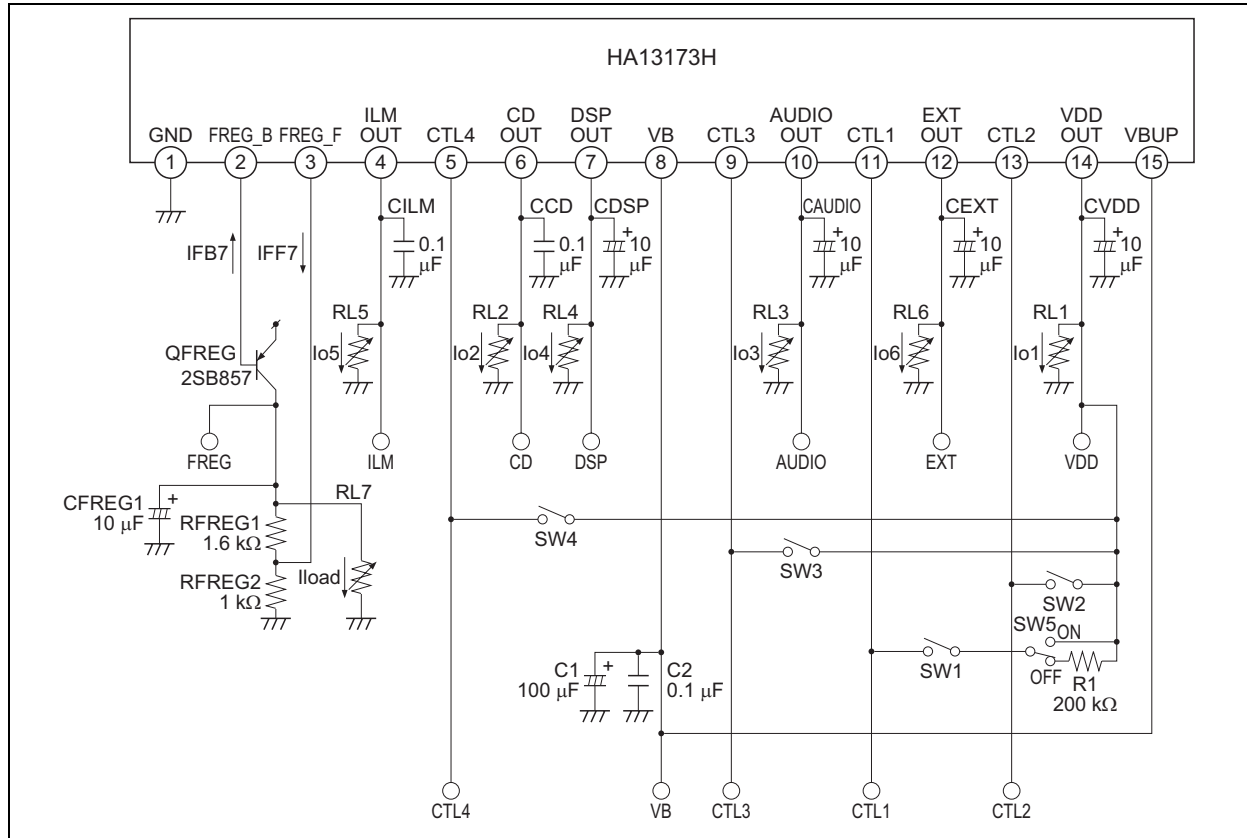 HA13173H
GND FREG_B FREG_F ILM OUT CTL4 CD OUT DSP OUT VB CTL3 AUDIO OUT CTL1 EXT OUT CTL2 VDD OUT VBUP
1 2 3 4 5 6 7 8 9 10 11 12 13 14 15
CILM CCD CDSP CAUDIO CEXT CVDD
IFB7 IFF7
0.1 μF
0.1 μF
+ 10 μF
+ 10 μF
+ 10 μF
+ 10 μF
RL5 RL2 RL4 RL3 RL6 RL1
Io5 Io2 Io4 Io3 Io6 Io1
QFREG
2SB857
FREG ILM CD DSP AUDIO EXT VDD
CFREG1 +
10 μF
RL7
RFREG1
1.6 kΩ
RFREG2
1 kΩ
Iload
SW4
SW3
SW2
SW5 ON
SW1
OFF
R1
200 kΩ
C1 +
100 μF
C2
0.1 μF
CTL4 VB CTL3 CTL1 CTL2